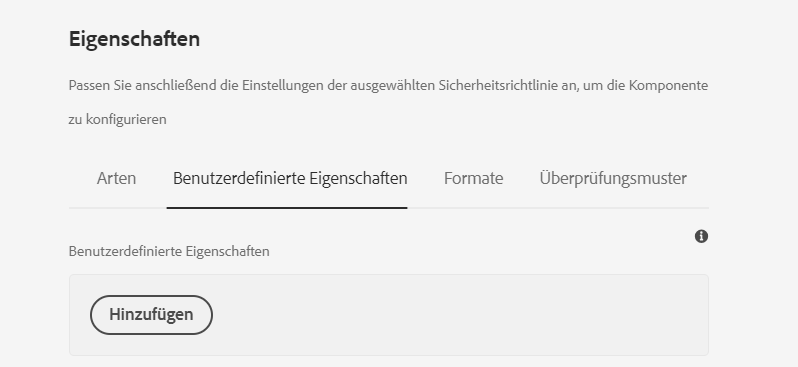 Eigenschaften
Passen Sie anschließend die Einstellungen der ausgewählten Sicherheitsrichtlinie an, um die Komponente
zu konfigurieren
Arten Benutzerdefinierte Eigenschaften Formate Überprüfungsmuster
Benutzerdefinierte Eigenschaften
Hinzufügen